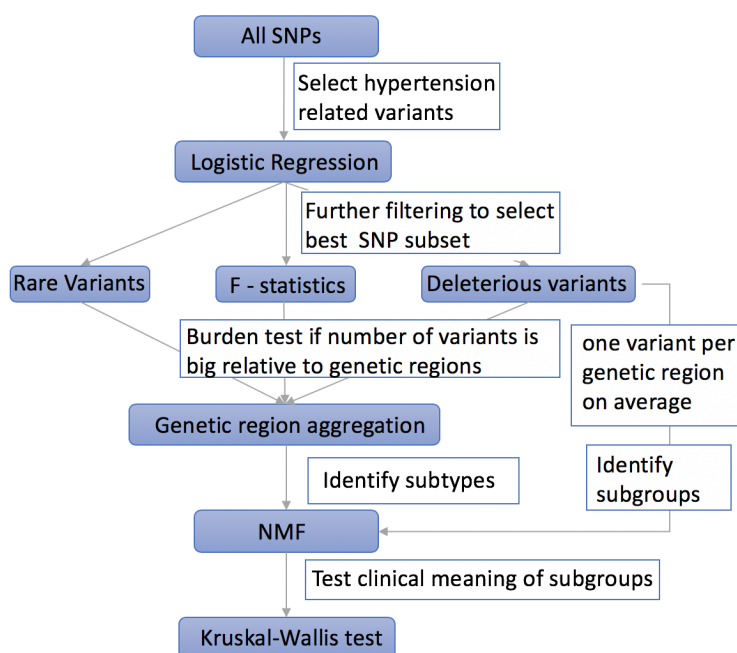 All SNPs
Select hypertension
related variants
Logistic Regression
Further filtering to select
best SNP subset
Rare Variants
F - statistics
Deleterious variants
Burden test if number of variants is
big relative to genetic regions
one variant per
genetic region
on average
Genetic region aggregation
Identify subtypes
Identify
subgroups
NMF
Test clinical meaning of subgroups
Kruskal-Wallis test